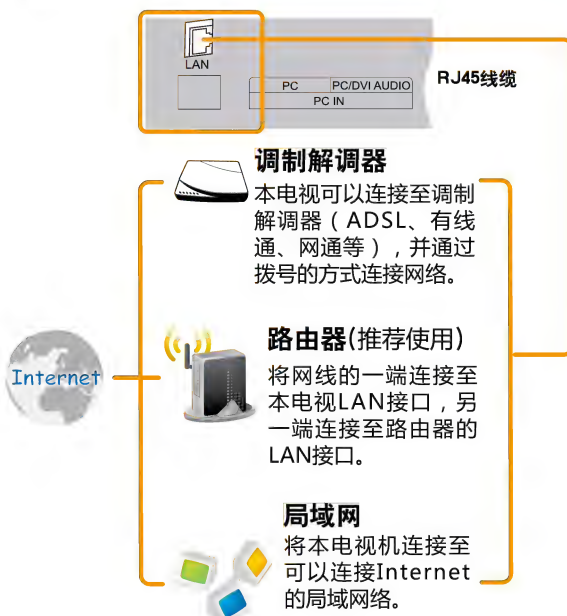 LAN
RJ45线缆
PC PC/DVI AUDIO
PC IN
调制解调器
本电视可以连接至调制
解调器（ADSL、有线
通、网通等），并通过
拨号的方式连接网络。
Internet
路由器(推荐使用)
将网线的一端连接至
本电视LAN接口，另
一端连接至路由器的
LAN接口。
局域网
将本电视机连接至
可以连接Internet
的局域网络。